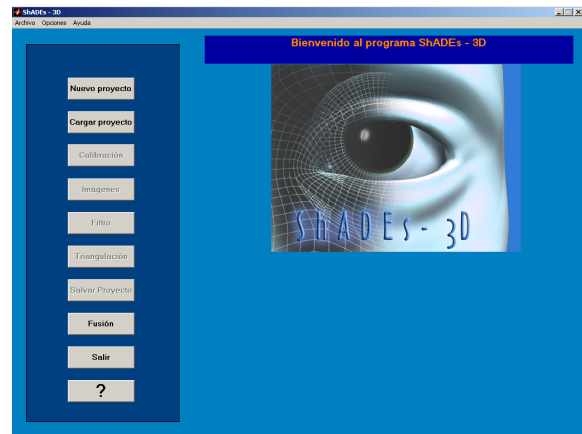 ShADEs - 3D
Archivo Opciones Ayuda
Bienvenido al programa ShADEs - 3D
Nuevo proyecto
Cargar proyecto
Calibración
Imágenes
Filtro
Triangulación
Salvar Proyecto
Fusión
Salir
?
ShADEs - 3D